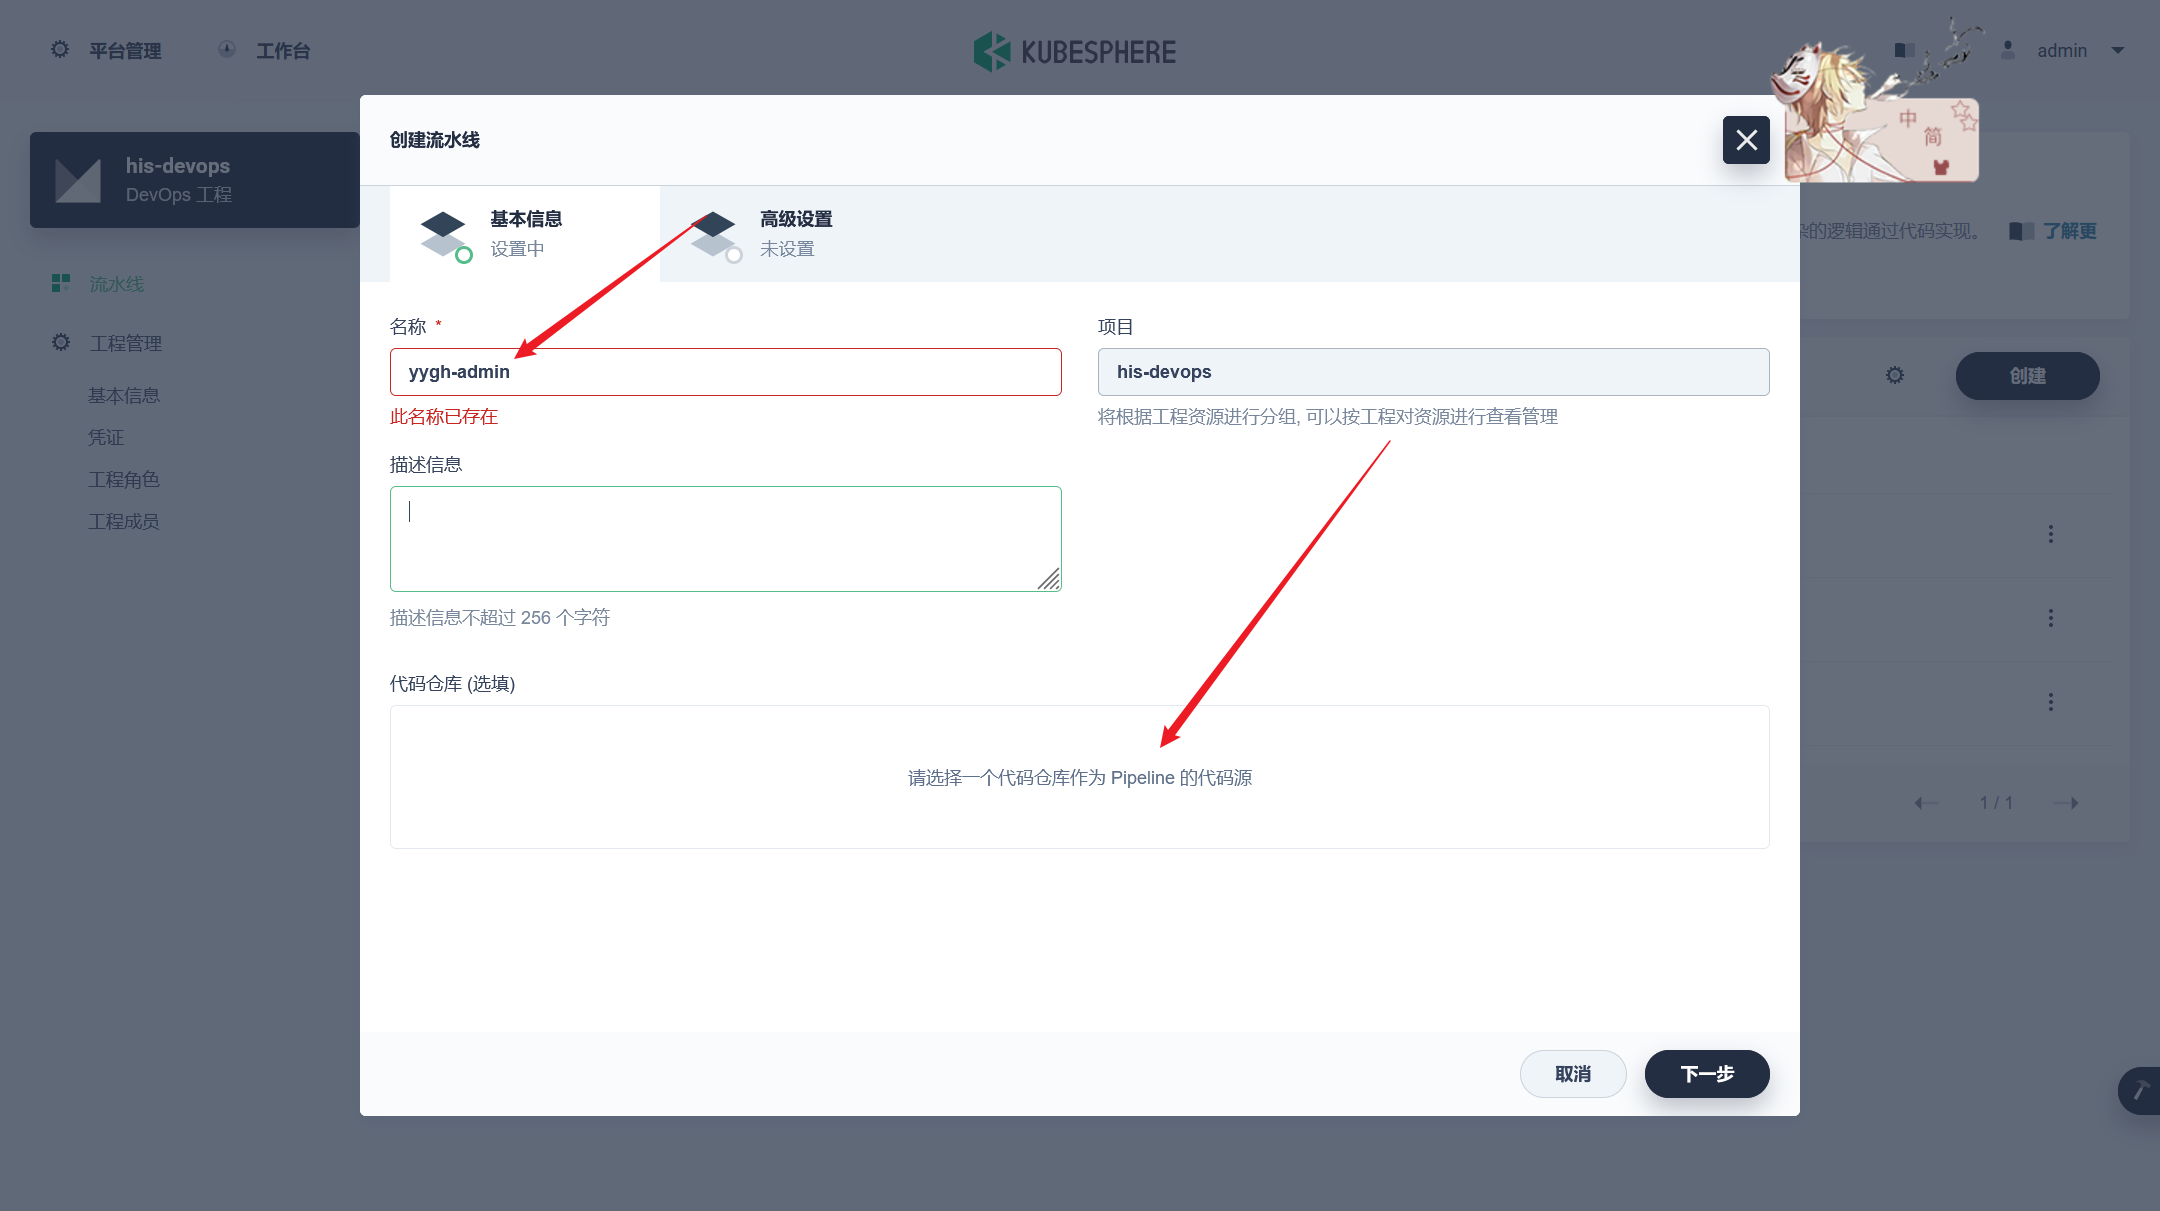 平台管理
工作台
KUBESPHERE
admin
中
简
his-devops
DevOps 工程
流水线
工程管理
基本信息
凭证
工程角色
工程成员
创建流水线
基本信息
设置中
高级设置
未设置
名称 *
yygh-admin
此名称已存在
项目
his-devops
将根据工程资源进行分组, 可以按工程对资源进行查看管理
描述信息
描述信息不超过 256 个字符
代码仓库 (选填)
请选择一个代码仓库作为 Pipeline 的代码源
取消
下一步
的逻辑通过代码实现。
了解更
创建
1 / 1